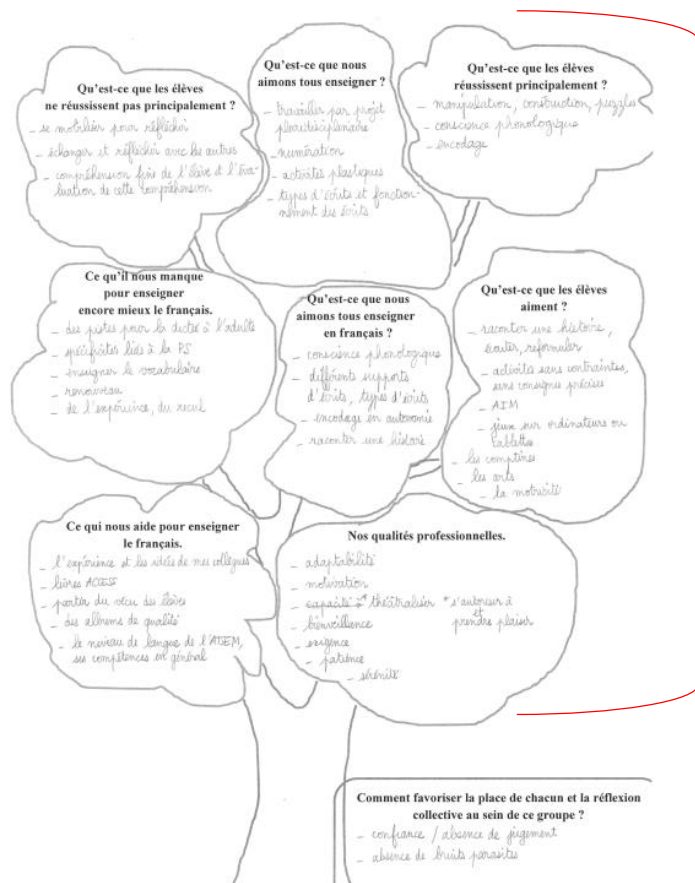 Qu'est-ce que les élèves
ne réussissent pas principalement ?
- se mobiliser pour réfléchir
- échanger et réfléchir avec les autres
- compréhension fine de l'élève et l'éva-
luation de cette compréhension
Qu'est-ce que nous
aimons tous enseigner ?
- travailler par projet
pluridisciplinaire
- numération
- activités plastiques
- types d'écrits et fonction-
nement des écrits
Qu'est-ce que les élèves
réussissent principalement ?
- manipulation, construction, puzzles
- conscience phonologique
- encodage
Ce qu'il nous manque
pour enseigner
encore mieux le français.
- des pistes pour la dictée à l'adulte
- spécificités liées à la PS
- enseigner le vocabulaire
- renouveau
- de l'expérience, du recul
Qu'est-ce que nous
aimons tous enseigner
en français ?
- conscience phonologique
- différents supports
d'écrits, types d'écrits
- encodage en autonomie
- raconter une histoire
Qu'est-ce que les élèves
aiment ?
- raconter une histoire,
écouter, reformuler
- activités sans contraintes,
sans consignes précises
- AIM
- jeux sur ordinateurs ou
tablettes
- les comptines
- les arts
- la motricité
Ce qui nous aide pour enseigner
le français.
- l'expérience et les idées de mes collègues
- livres ACCESS
- partir du vécu des élèves
- des albums de qualité
- le niveau de langue de l'ATSEM,
ses compétences en général
Nos qualités professionnelles.
- adaptabilité
- motivation
- capacité à théâtraliser * s'autoriser à
et
prendre plaisir
- bienveillance
- exigence
- patience
- sérénité
Comment favoriser la place de chacun et la réflexion
collective au sein de ce groupe ?
- confiance / absence de jugement
- absence de bruits parasites